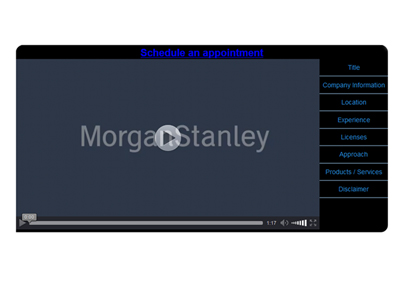 Schedule an appointment
Title
Company Information
Location
Experience
Licenses
Approach
Products / Services
Disclaimer
Morgan Stanley
0:00
1:17